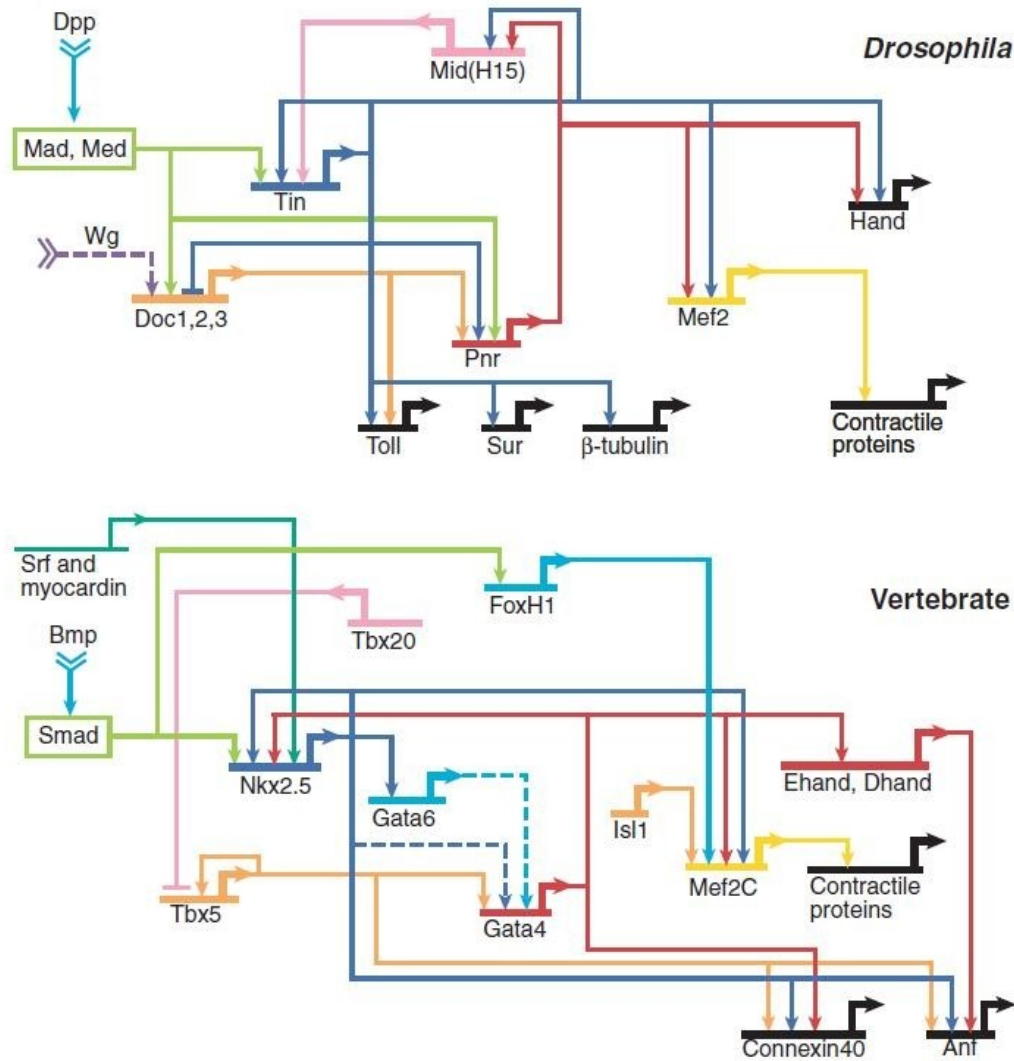 Dpp
Drosophila
Mid(H15)
Mad, Med
Tin
Hand
Wg
Doc1,2,3
Mef2
Pnr
Contractile
proteins
Toll
Sur
β-tubulin
Srf and
myocardin
FoxH1
Vertebrate
Tbx20
Bmp
Smad
Nkx2.5
Ehand, Dhand
Gata6
Isl1
Mef2C
Contractile
proteins
Tbx5
Gata4
Connexin40
Anf